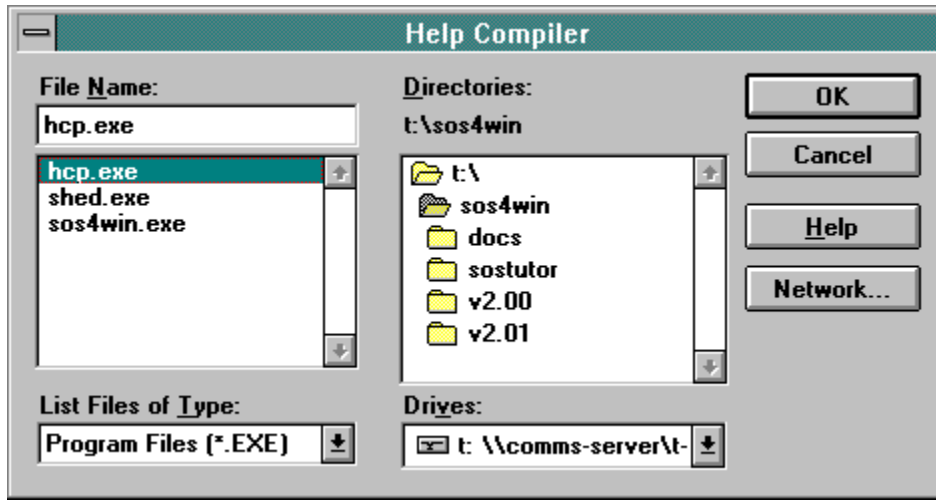 Help Compiler
File Name:
hcp.exe
hcp.exe
shed.exe
sos4win.exe
List Files of Type:
Program Files (*.EXE)
Directories:
t:\sos4win
t:\
sos4win
docs
sostutor
v2.00
v2.01
Drives:
t: \\comms-server\t-
OK
Cancel
Help
Network...